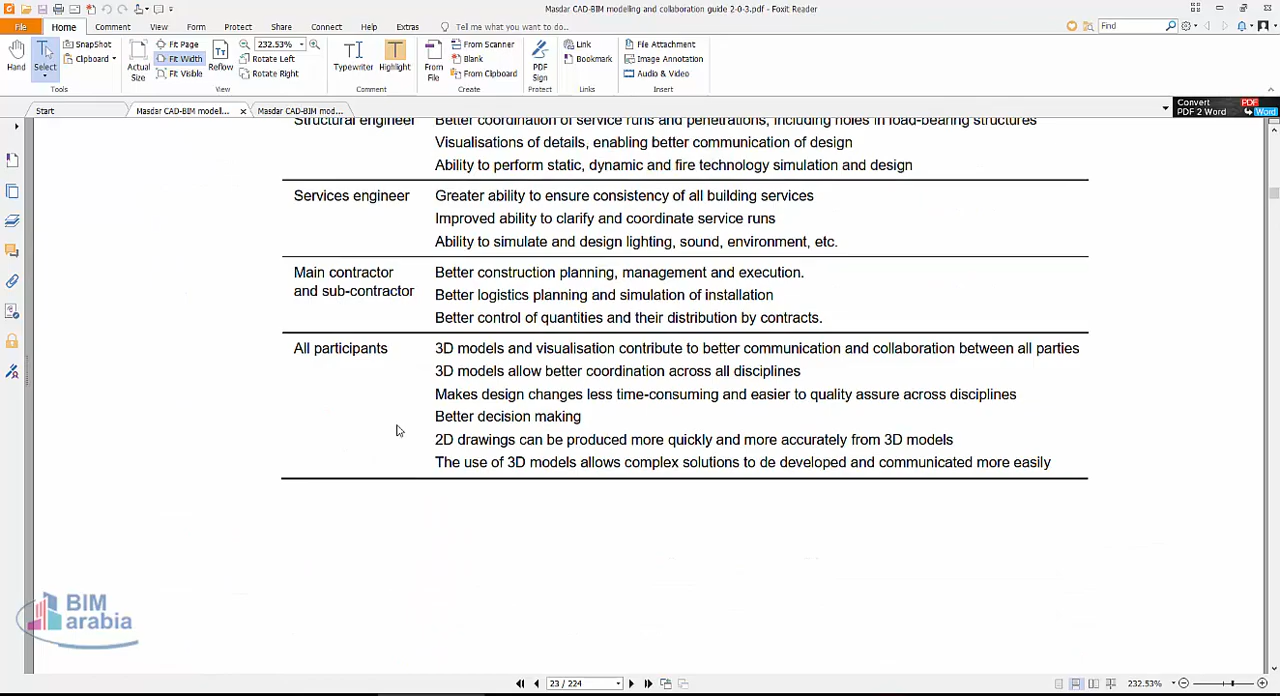 Masdar CAD-BIM modeling and collaboration guide 2-0-3.pdf - Foxit Reader
File Home Comment View Form Protect Share Connect Help Extras Tell me what you want to do... Find
Hand Select SnapShot Clipboard Actual Size Fit Page Fit Width Fit Visible Reflow 232.53% Rotate Left Rotate Right Typewriter Highlight From File From Scanner Blank From Clipboard PDF Sign Link Bookmark File Attachment Image Annotation Audio & Video
Tools View Comment Create Protect Links Insert
Start Masdar CAD-BIM modell... x Masdar CAD-BIM mod... Convert PDF 2 Word PDF Word
Structural engineer Better coordination of service runs and penetrations, including holes in load-bearing structures
Visualisations of details, enabling better communication of design
Ability to perform static, dynamic and fire technology simulation and design
Services engineer Greater ability to ensure consistency of all building services
Improved ability to clarify and coordinate service runs
Ability to simulate and design lighting, sound, environment, etc.
Main contractor Better construction planning, management and execution.
and sub-contractor Better logistics planning and simulation of installation
Better control of quantities and their distribution by contracts.
All participants 3D models and visualisation contribute to better communication and collaboration between all parties
3D models allow better coordination across all disciplines
Makes design changes less time-consuming and easier to quality assure across disciplines
Better decision making
2D drawings can be produced more quickly and more accurately from 3D models
The use of 3D models allows complex solutions to de developed and communicated more easily
BIM
arabia
23 / 224 232.53%